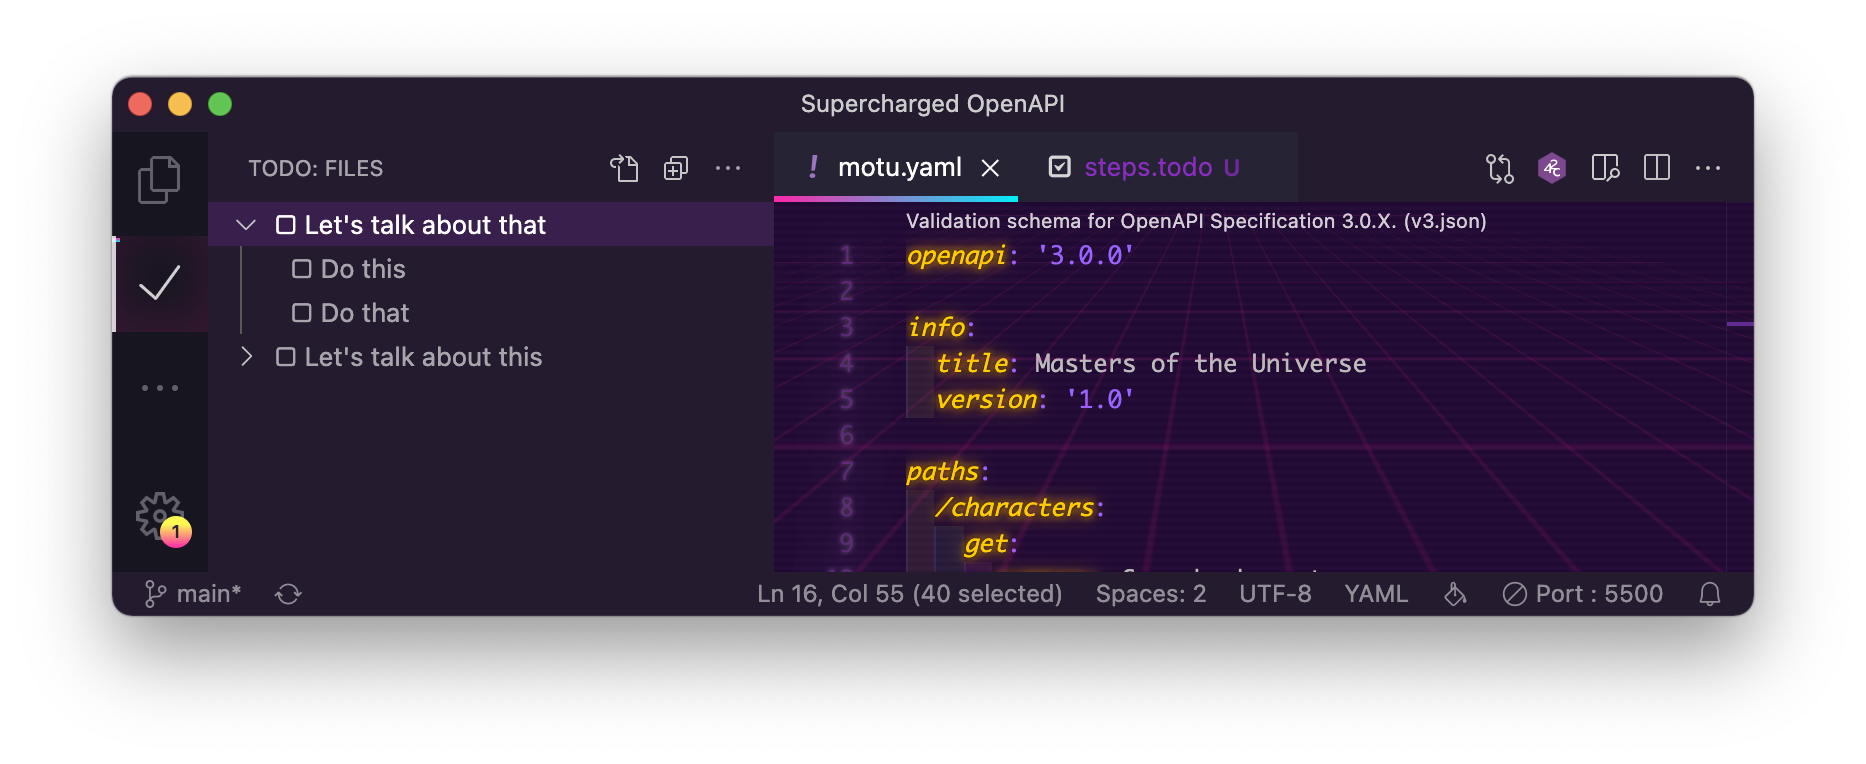 Supercharged OpenAPI
TODO: FILES
Let's talk about that
Do this
Do that
Let's talk about this
1
! motu.yaml
steps.todo U
42C
Validation schema for OpenAPI Specification 3.0.X. (v3.json)
1 openapi: '3.0.0'
2
3 info:
4 title: Masters of the Universe
5 version: '1.0'
6
7 paths:
8 /characters:
9 get:
main*
Ln 16, Col 55 (40 selected)
Spaces: 2
UTF-8
YAML
Port : 5500